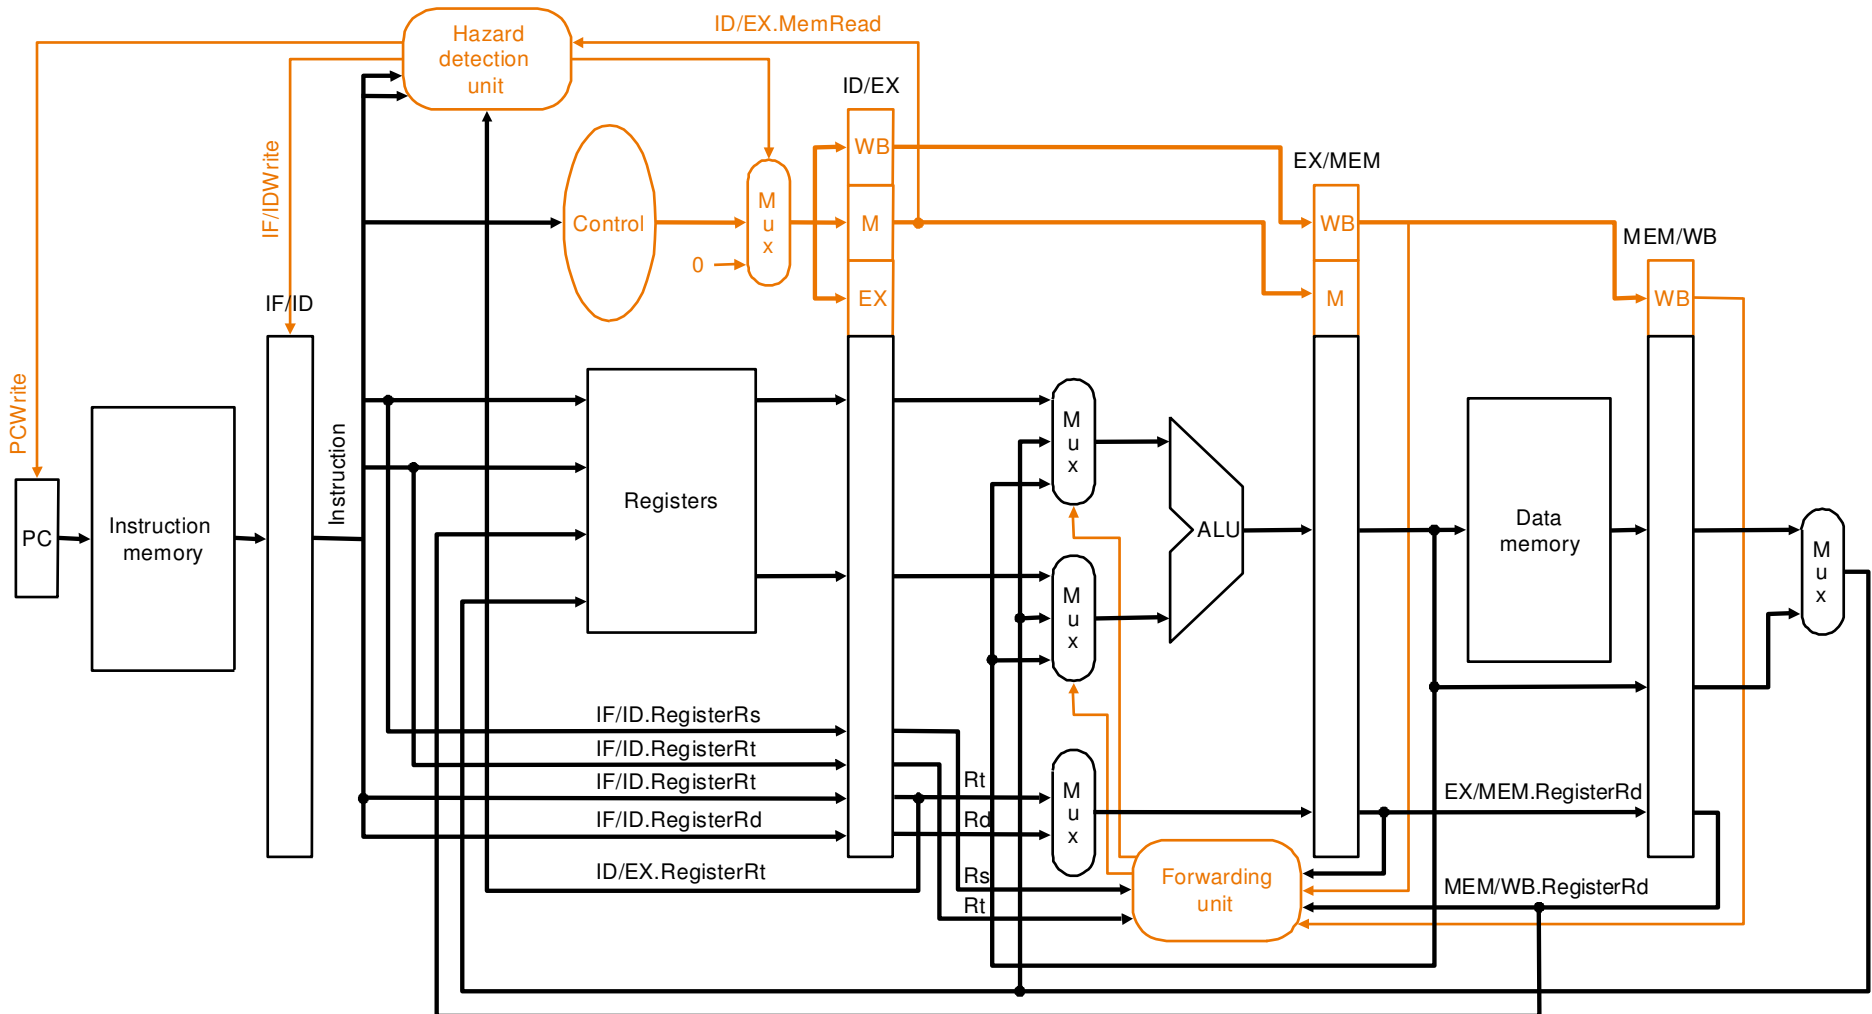 Hazard
detection
unit
ID/EX.MemRead
ID/EX
WB
M
EX
Control
M
u
x
0
EX/MEM
WB
M
MEM/WB
WB
IF/IDWrite
PCWrite
IF/ID
Instruction
PC
Instruction
memory
Registers
M
u
x
M
u
x
ALU
Data
memory
M
u
x
IF/ID.RegisterRs
IF/ID.RegisterRt
IF/ID.RegisterRt
IF/ID.RegisterRd
ID/EX.RegisterRt
Rt
Rd
M
u
x
Rs
Rt
Forwarding
unit
EX/MEM.RegisterRd
MEM/WB.RegisterRd